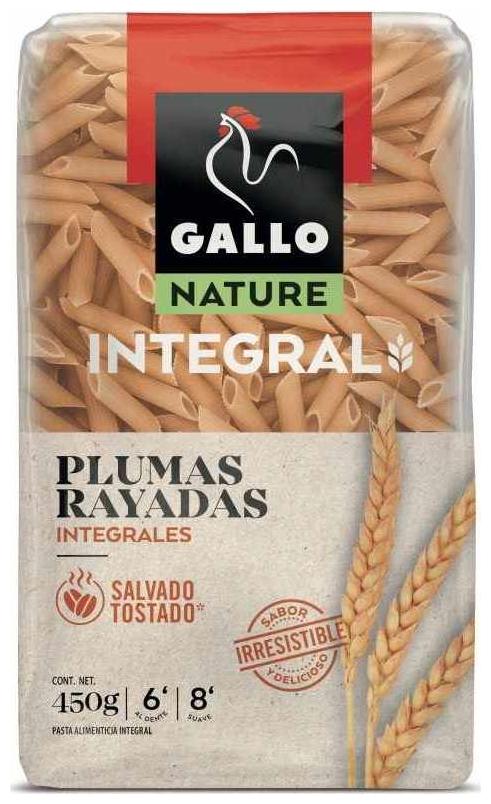 GALLO
NATURE
INTEGRAL
PLUMAS
RAYADAS
INTEGRALES
SALVADO
TOSTADO*
SABOR
IRRESISTIBLE
Y DELICIOSO
CONT. NET.
450g 6' 8'
AL DENTE SUAVE
PASTA ALIMENTICIA INTEGRAL